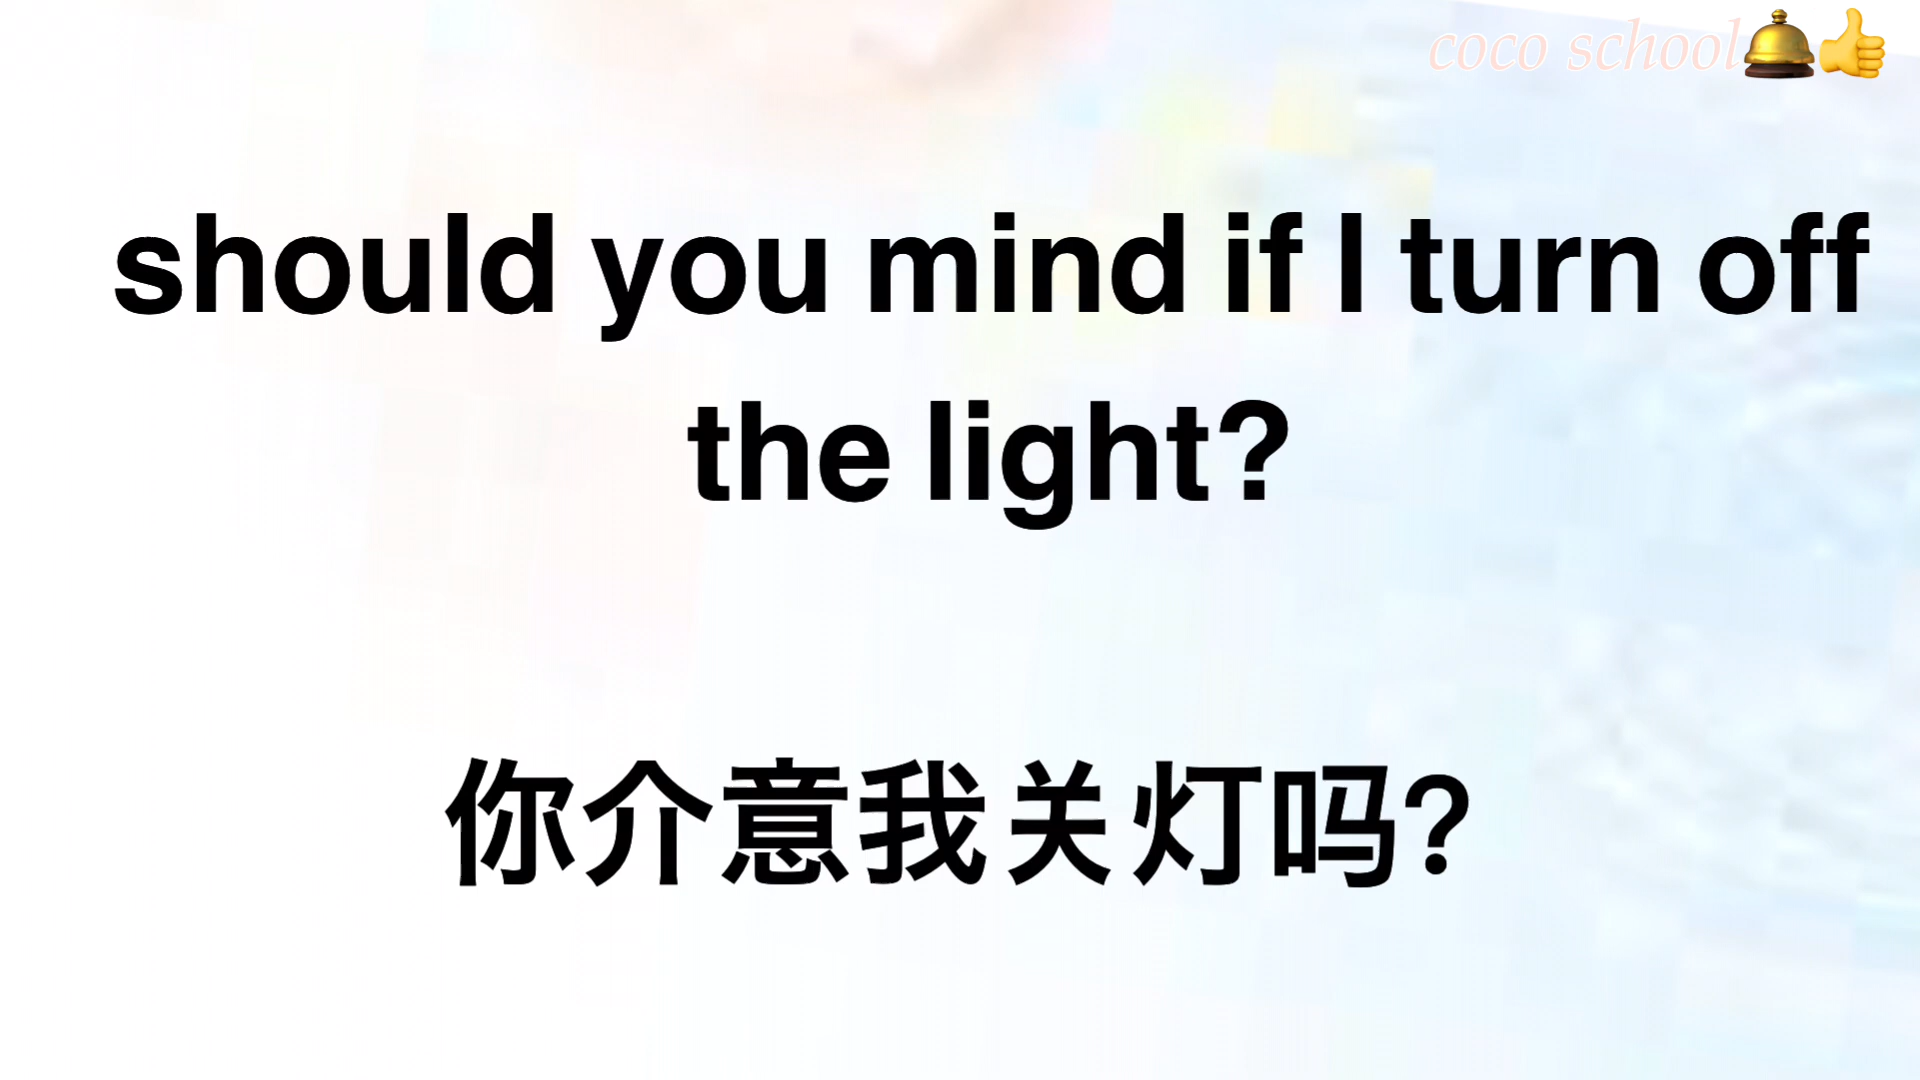 coco school🛎👍
should you mind if I turn off
the light?
你介意我关灯吗?